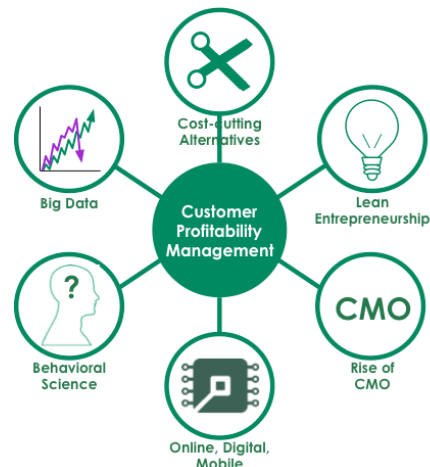 Cost-cutting
Alternatives
Big Data
Lean
Entrepreneurship
Customer
Profitability
Management
?
Behavioral
Science
CMO
Rise of
CMO
Online, Digital,
Mobile